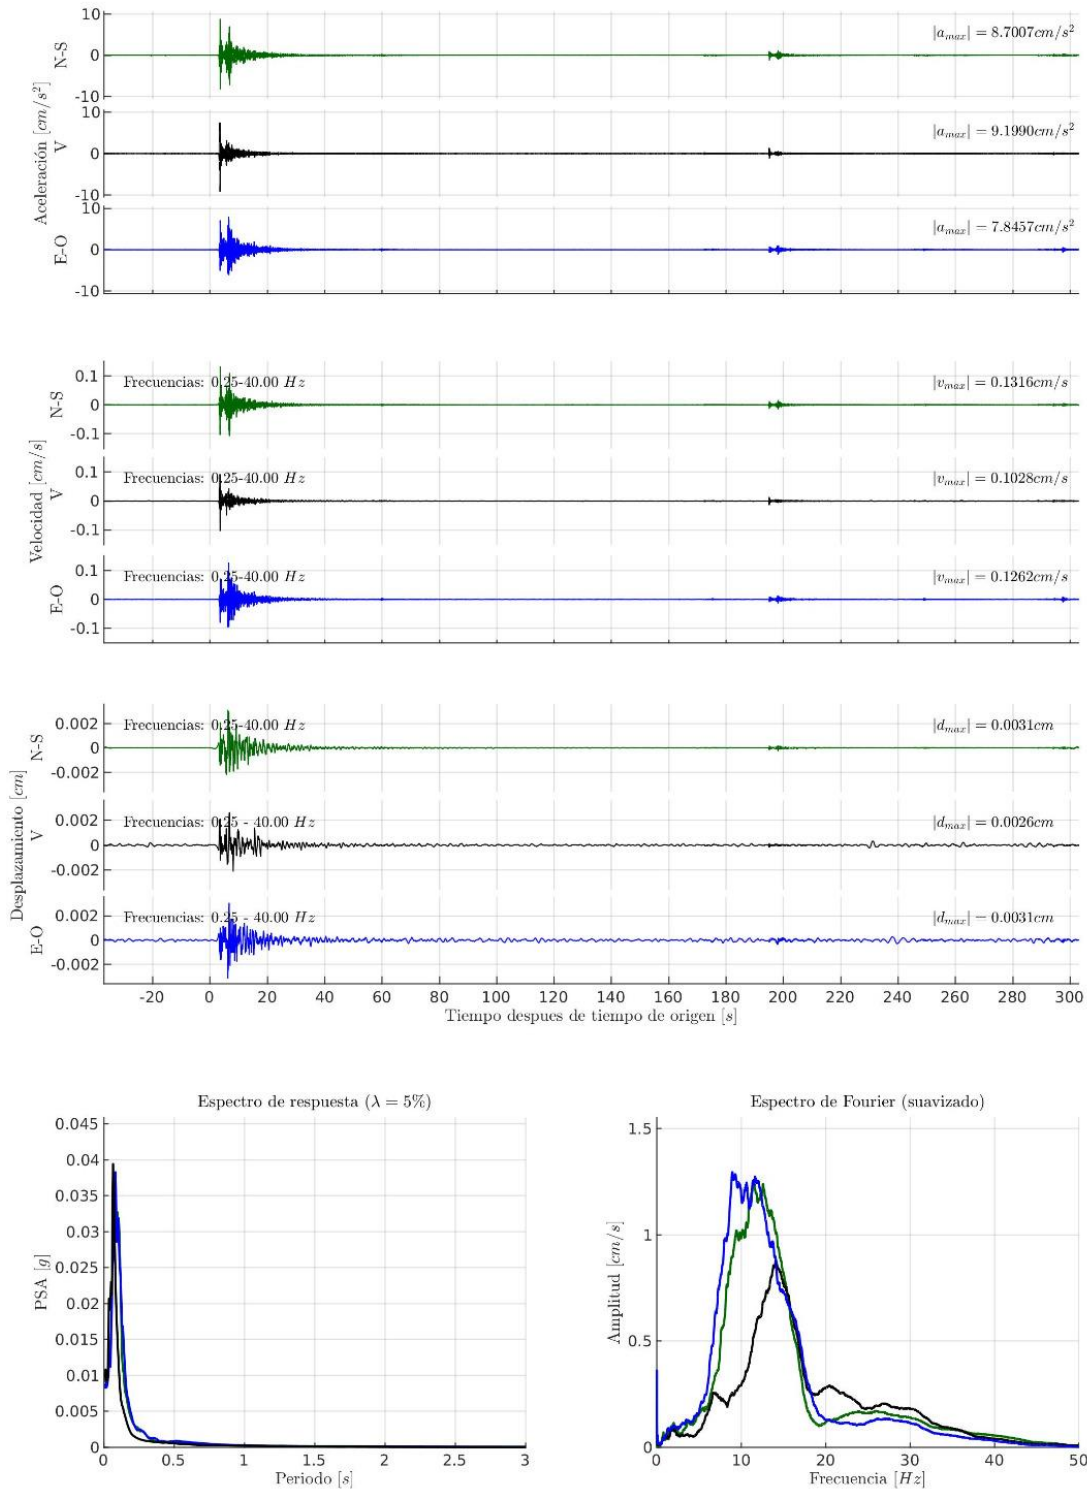 10
0
-10
N-S
|a_max| = 8.7007cm/s²
10
0
-10
V
|a_max| = 9.1990cm/s²
10
0
-10
E-O
|a_max| = 7.8457cm/s²
Aceleración [cm/s²]
0.1
0
-0.1
N-S
Frecuencias: 0.25-40.00 Hz
|v_max| = 0.1316cm/s
0.1
0
-0.1
V
Frecuencias: 0.25-40.00 Hz
|v_max| = 0.1028cm/s
0.1
0
-0.1
E-O
Frecuencias: 0.25-40.00 Hz
|v_max| = 0.1262cm/s
Velocidad [cm/s]
0.002
0
-0.002
N-S
Frecuencias: 0.25-40.00 Hz
|d_max| = 0.0031cm
0.002
0
-0.002
V
Frecuencias: 0.25 - 40.00 Hz
|d_max| = 0.0026cm
0.002
0
-0.002
E-O
Frecuencias: 0.25 - 40.00 Hz
|d_max| = 0.0031cm
Desplazamiento [cm]
-20 0 20 40 60 80 100 120 140 160 180 200 220 240 260 280 300
Tiempo despues de tiempo de origen [s]
Espectro de respuesta (λ = 5%)
0.045
0.04
0.035
0.03
0.025
0.02
0.015
0.01
0.005
0
PSA [g]
0 0.5 1 1.5 2 2.5 3
Periodo [s]
Espectro de Fourier (suavizado)
1.5
1
0.5
0
Amplitud [cm/s]
0 10 20 30 40 50
Frecuencia [Hz]